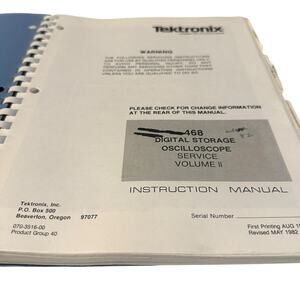 Tektronix
WARNING
THE FOLLOWING SERVICING INSTRUCTIONS
ARE FOR USE BY QUALIFIED PERSONNEL ONLY.
TO AVOID PERSONAL INJURY, DO NOT
PERFORM ANY SERVICING OTHER THAN THAT
CONTAINED IN OPERATING INSTRUCTIONS
UNLESS YOU ARE QUALIFIED TO DO SO.
PLEASE CHECK FOR CHANGE INFORMATION
AT THE REAR OF THIS MANUAL.
468
DIGITAL STORAGE
OSCILLOSCOPE
SERVICE
VOLUME II
INSTRUCTION MANUAL
Tektronix, Inc.
P.O. Box 500
Beaverton, Oregon 97077
Serial Number
070-3516-00
Product Group 40
First Printing AUG
Revised MAY 1982